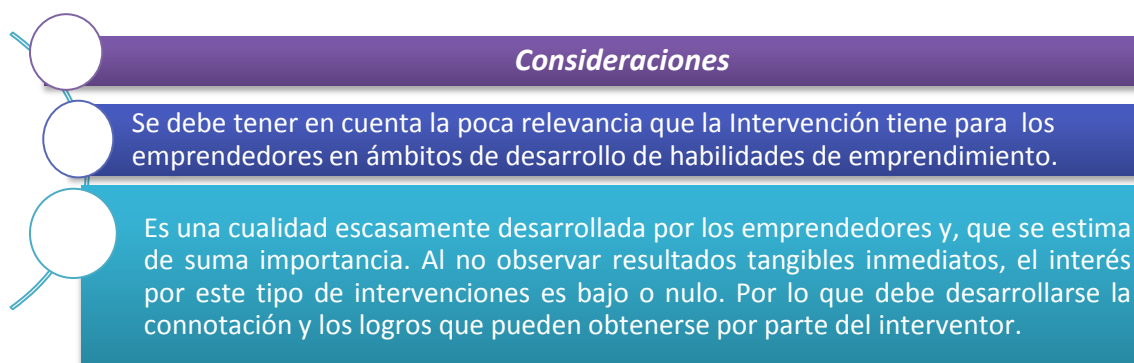 Consideraciones
Se debe tener en cuenta la poca relevancia que la Intervención tiene para los
emprendedores en ámbitos de desarrollo de habilidades de emprendimiento.
Es una cualidad escasamente desarrollada por los emprendedores y, que se estima
de suma importancia. Al no observar resultados tangibles inmediatos, el interés
por este tipo de intervenciones es bajo o nulo. Por lo que debe desarrollarse la
connotación y los logros que pueden obtenerse por parte del interventor.